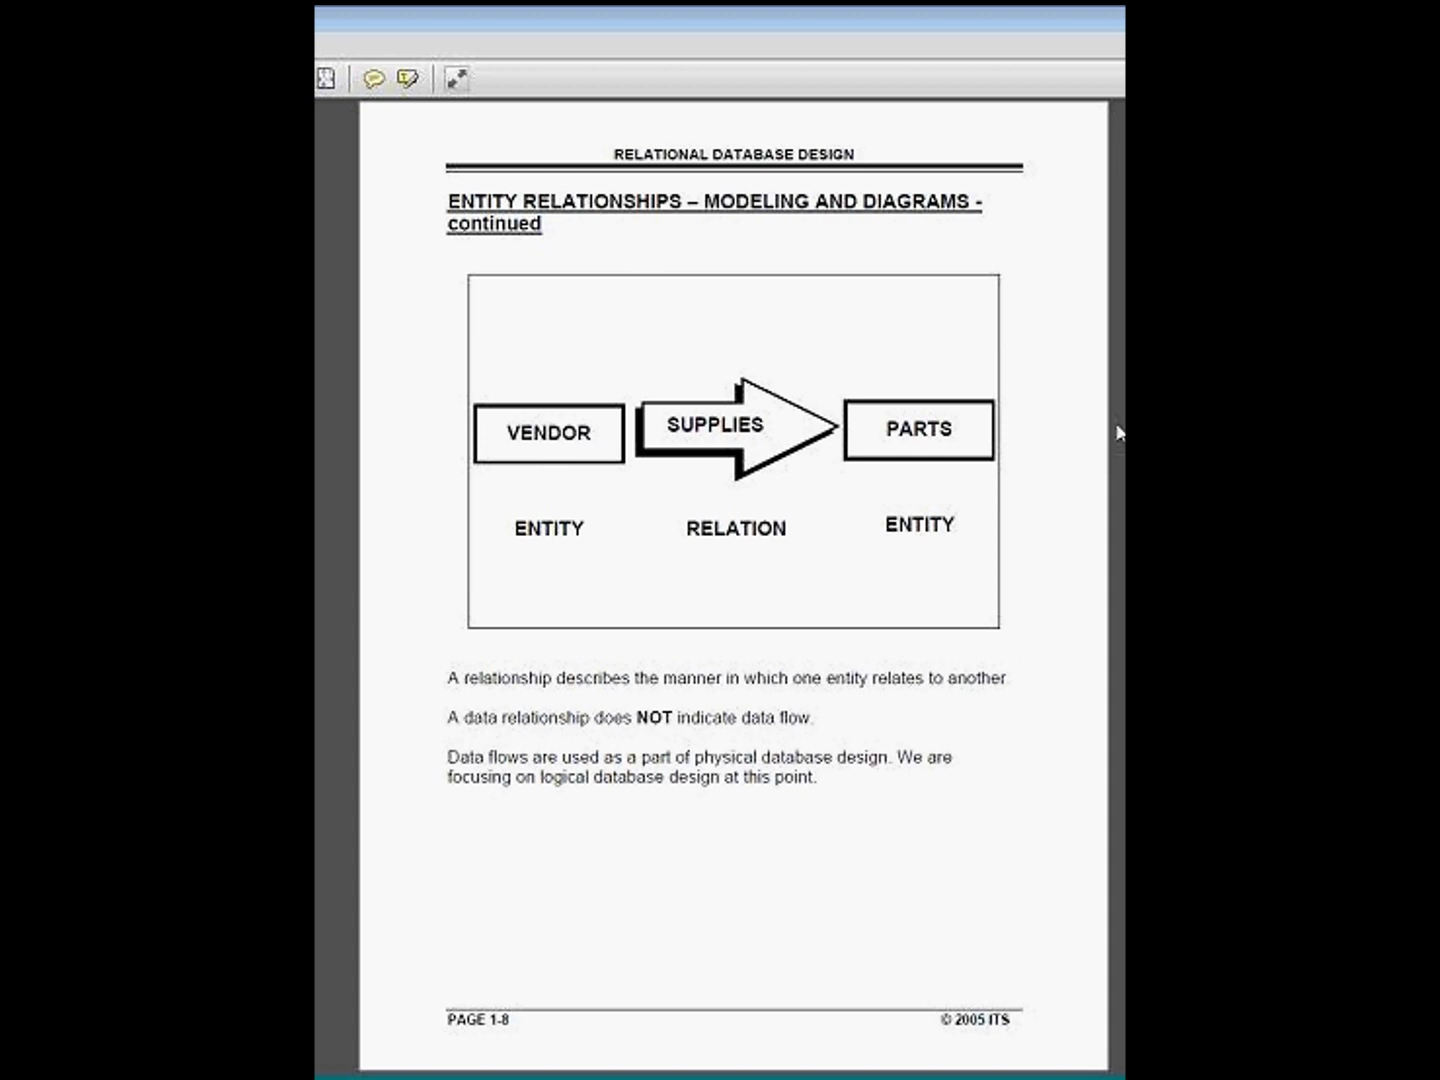 RELATIONAL DATABASE DESIGN
ENTITY RELATIONSHIPS – MODELING AND DIAGRAMS -
continued
VENDOR SUPPLIES PARTS
ENTITY RELATION ENTITY
A relationship describes the manner in which one entity relates to another
A data relationship does NOT indicate data flow.
Data flows are used as a part of physical database design. We are
focusing on logical database design at this point.
PAGE 1-8 © 2005 ITS